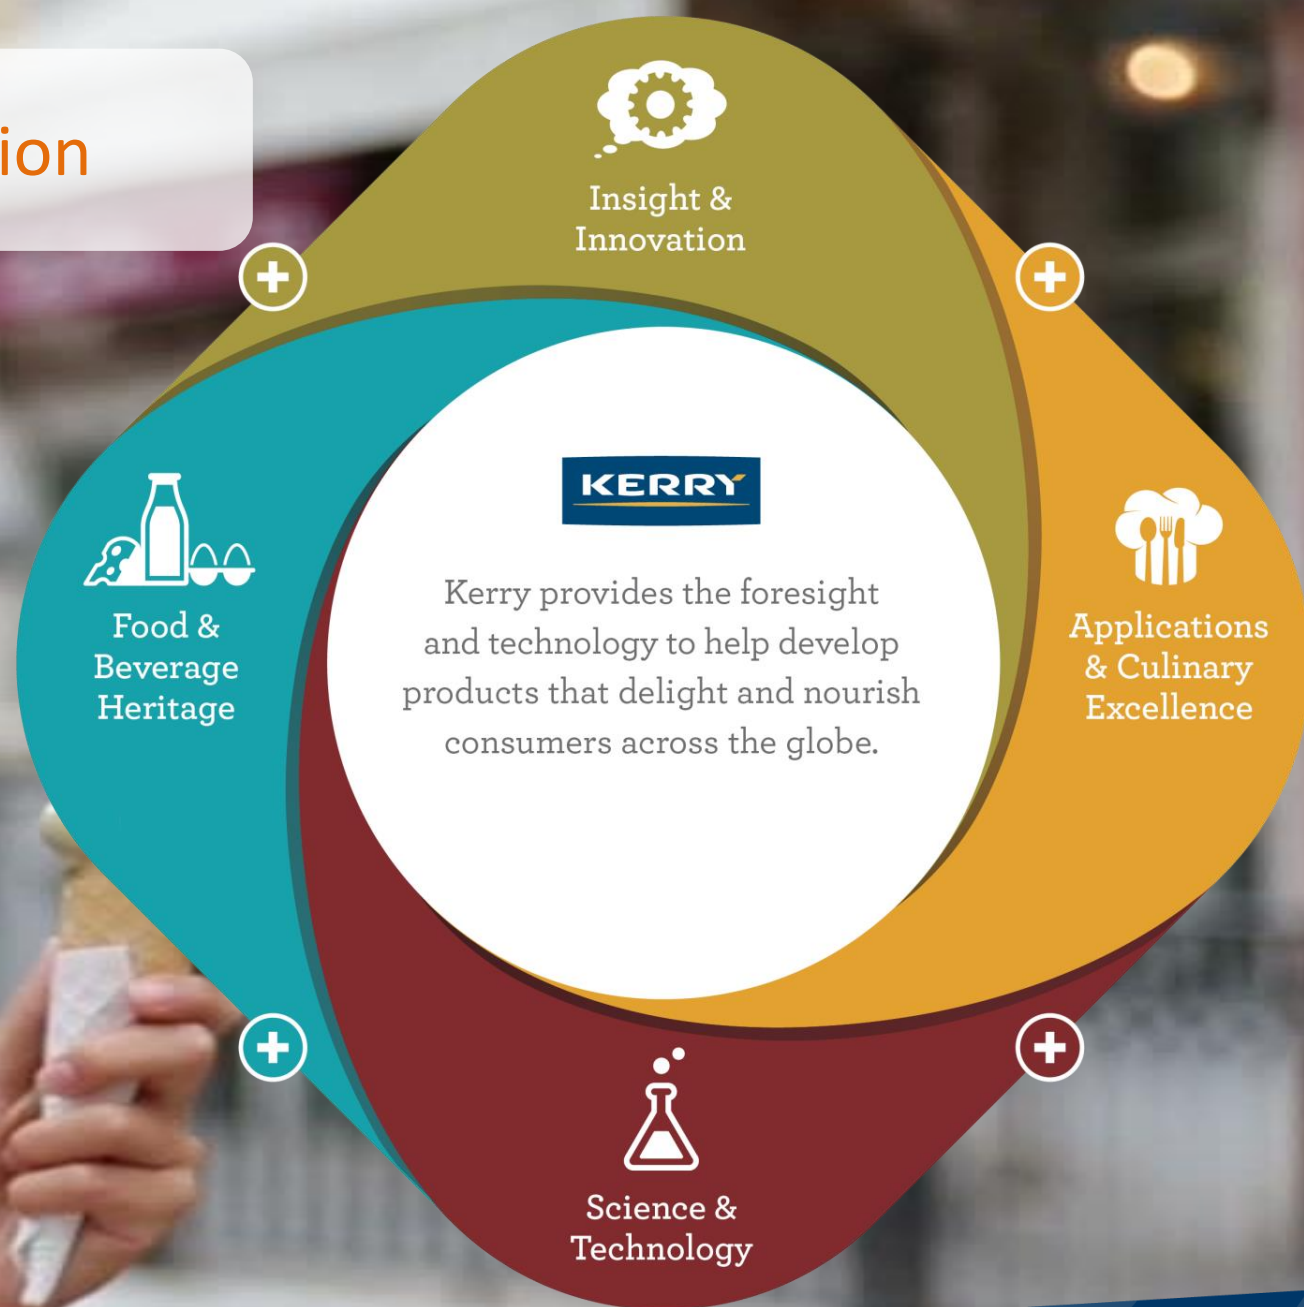 Insight &
Innovation
Food &
Beverage
Heritage
KERRY
Kerry provides the foresight
and technology to help develop
products that delight and nourish
consumers across the globe.
Applications
& Culinary
Excellence
Science &
Technology